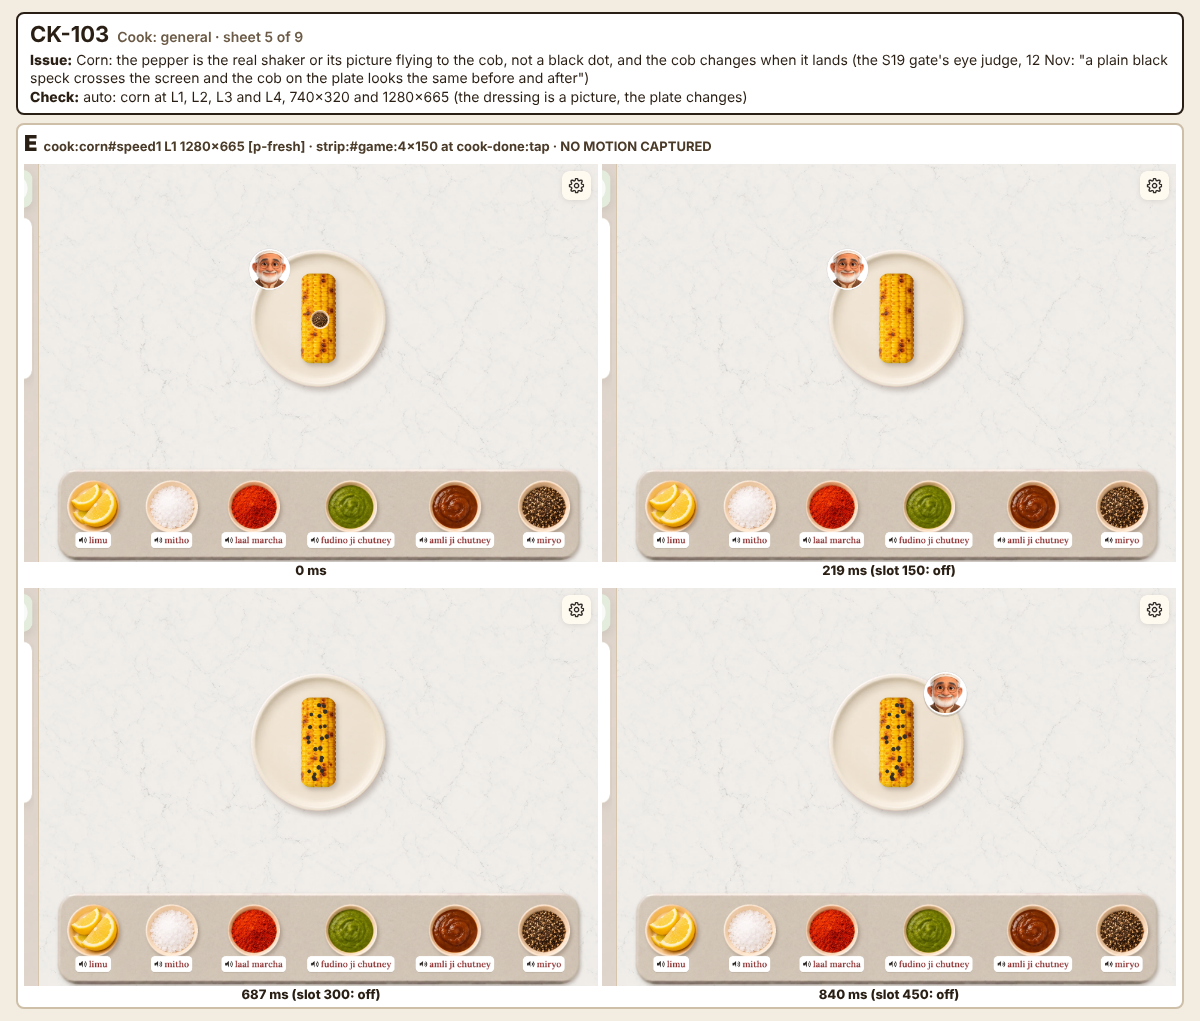 CK-103 Cook: general · sheet 5 of 9
Issue: Corn: the pepper is the real shaker or its picture flying to the cob, not a black dot, and the cob changes when it lands (the S19 gate's eye judge, 12 Nov: "a plain black
speck crosses the screen and the cob on the plate looks the same before and after")
Check: auto: corn at L1, L2, L3 and L4, 740×320 and 1280×665 (the dressing is a picture, the plate changes)
E cook:corn#speed1 L1 1280×665 [p-fresh] · strip:#game:4×150 at cook-done:tap · NO MOTION CAPTURED
limu mitho laal marcha fudino ji chutney amli ji chutney miryo
0 ms
limu mitho laal marcha fudino ji chutney amli ji chutney miryo
219 ms (slot 150: off)
limu mitho laal marcha fudino ji chutney amli ji chutney miryo
687 ms (slot 300: off)
limu mitho laal marcha fudino ji chutney amli ji chutney miryo
840 ms (slot 450: off)